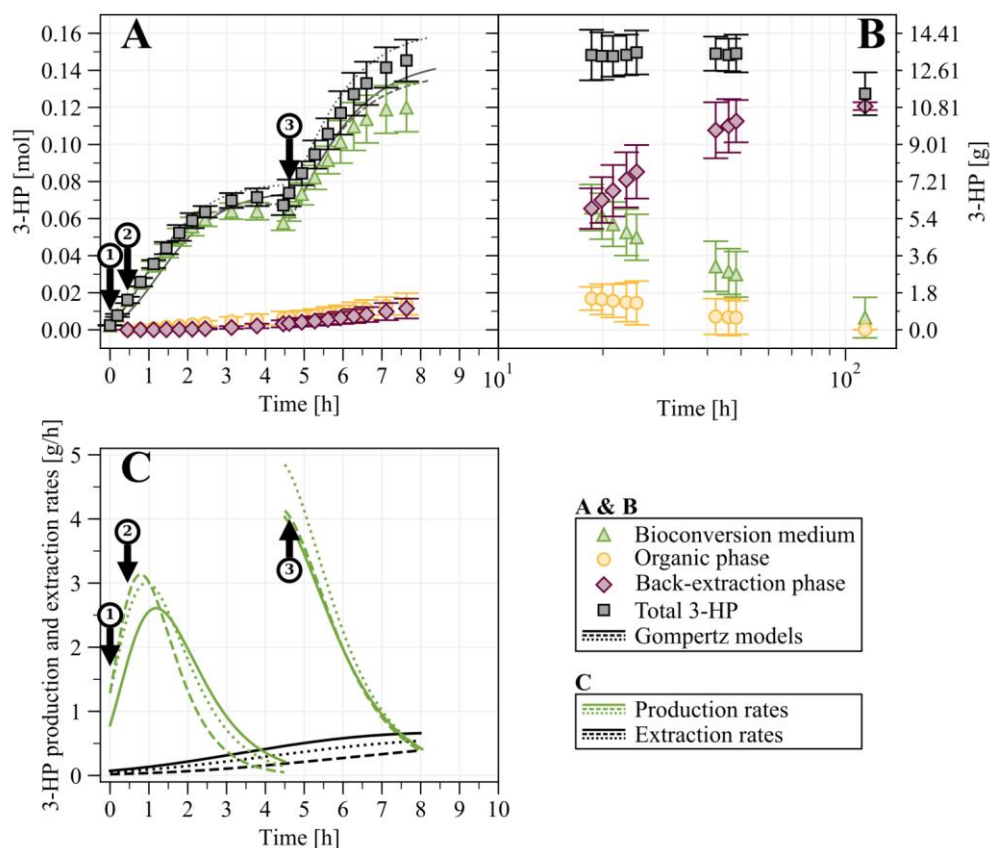 A
B
3-HP [mol]
0.16
0.14
0.12
0.10
0.08
0.06
0.04
0.02
0.00
1
2
3
0 1 2 3 4 5 6 7 8 9
Time [h]
10¹ 10²
Time [h]
14.41
12.61
10.81
9.01
7.21
5.4
3.6
1.8
0.0
3-HP [g]
C
3-HP production and extraction rates [g/h]
5
4
3
2
1
0
1
2
3
0 1 2 3 4 5 6 7 8 9 10
Time [h]
A & B
Bioconversion medium
Organic phase
Back-extraction phase
Total 3-HP
Gompertz models
C
Production rates
Extraction rates